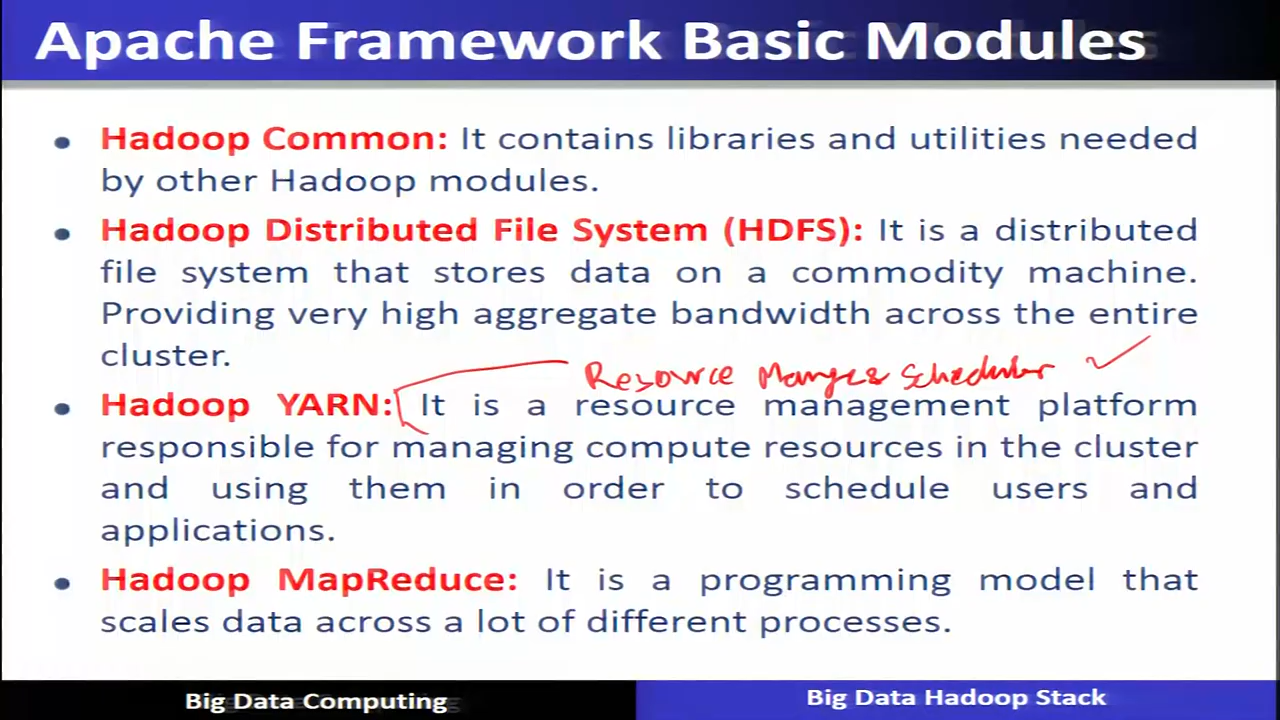 Apache Framework Basic Modules
• Hadoop Common: It contains libraries and utilities needed
by other Hadoop modules.
• Hadoop Distributed File System (HDFS): It is a distributed
file system that stores data on a commodity machine.
Providing very high aggregate bandwidth across the entire
cluster.
Resource Manger & Scheduler
• Hadoop YARN: It is a resource management platform
responsible for managing compute resources in the cluster
and using them in order to schedule users and
applications.
• Hadoop MapReduce: It is a programming model that
scales data across a lot of different processes.
Big Data Computing
Big Data Hadoop Stack